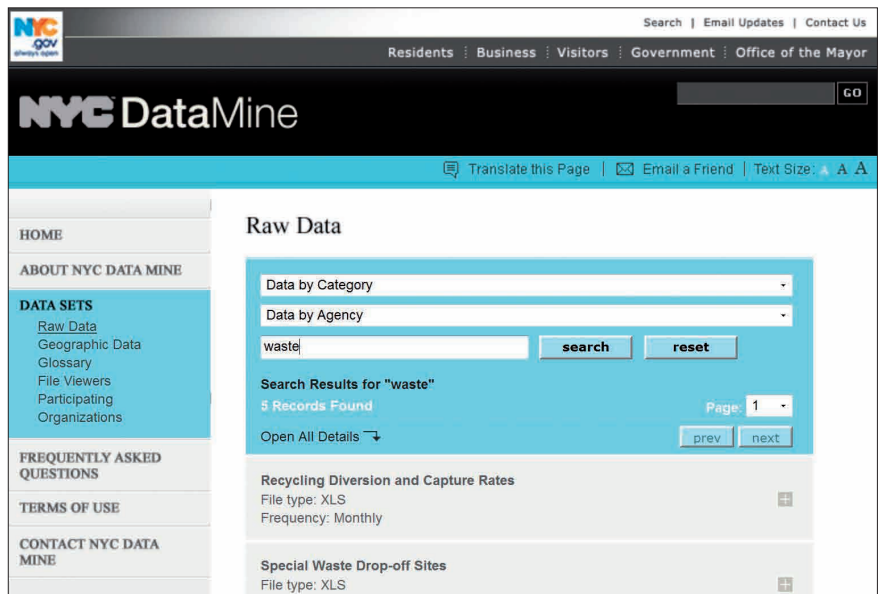 NYC
.gov
always open
Search | Email Updates | Contact Us
Residents Business Visitors Government Office of the Mayor
NYC DataMine
GO
Translate this Page | Email a Friend | Text Size: A A A
HOME
ABOUT NYC DATA MINE
DATA SETS
Raw Data
Geographic Data
Glossary
File Viewers
Participating
Organizations
FREQUENTLY ASKED
QUESTIONS
TERMS OF USE
CONTACT NYC DATA
MINE
Raw Data
Data by Category
Data by Agency
waste search reset
Search Results for "waste"
5 Records Found Page: 1
Open All Details prev next
Recycling Diversion and Capture Rates
File type: XLS
Frequency: Monthly
Special Waste Drop-off Sites
File type: XLS